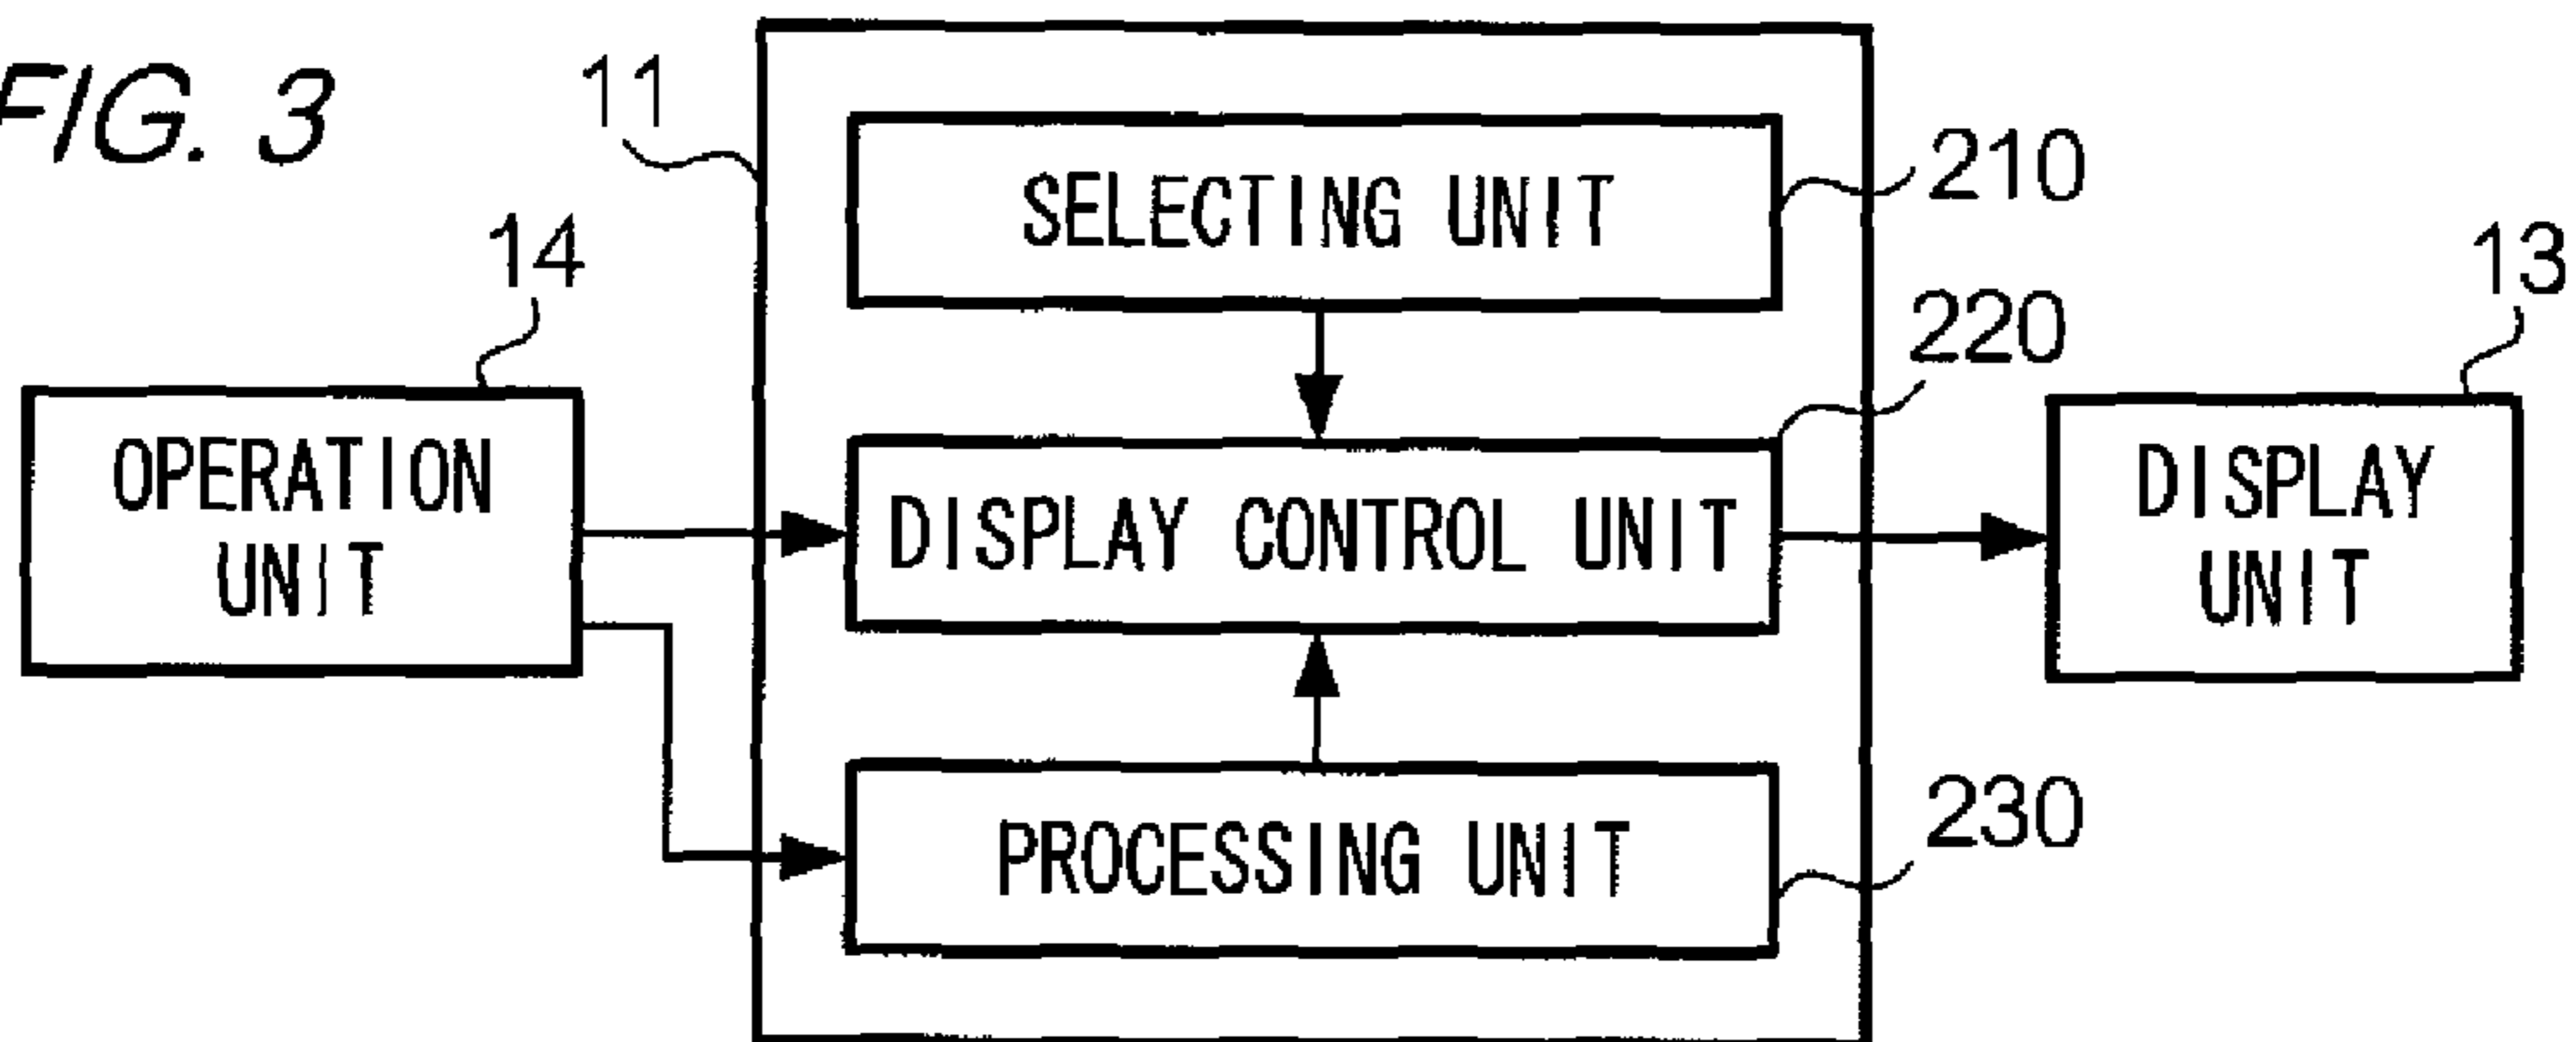 FIG. 3
11
SELECTING UNIT
210
14
13
220
OPERATION
UNIT
DISPLAY CONTROL UNIT
DISPLAY
UNIT
PROCESSING UNIT
230